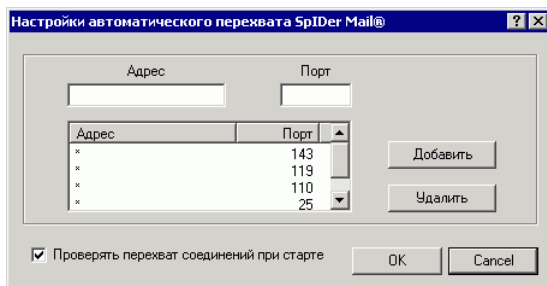 Настройки автоматического перехвата SpIDer Mail®
Адрес Порт
Адрес Порт
* 143
* 119
* 110
* 25
Добавить
Удалить
Проверять перехват соединений при старте
OK Cancel